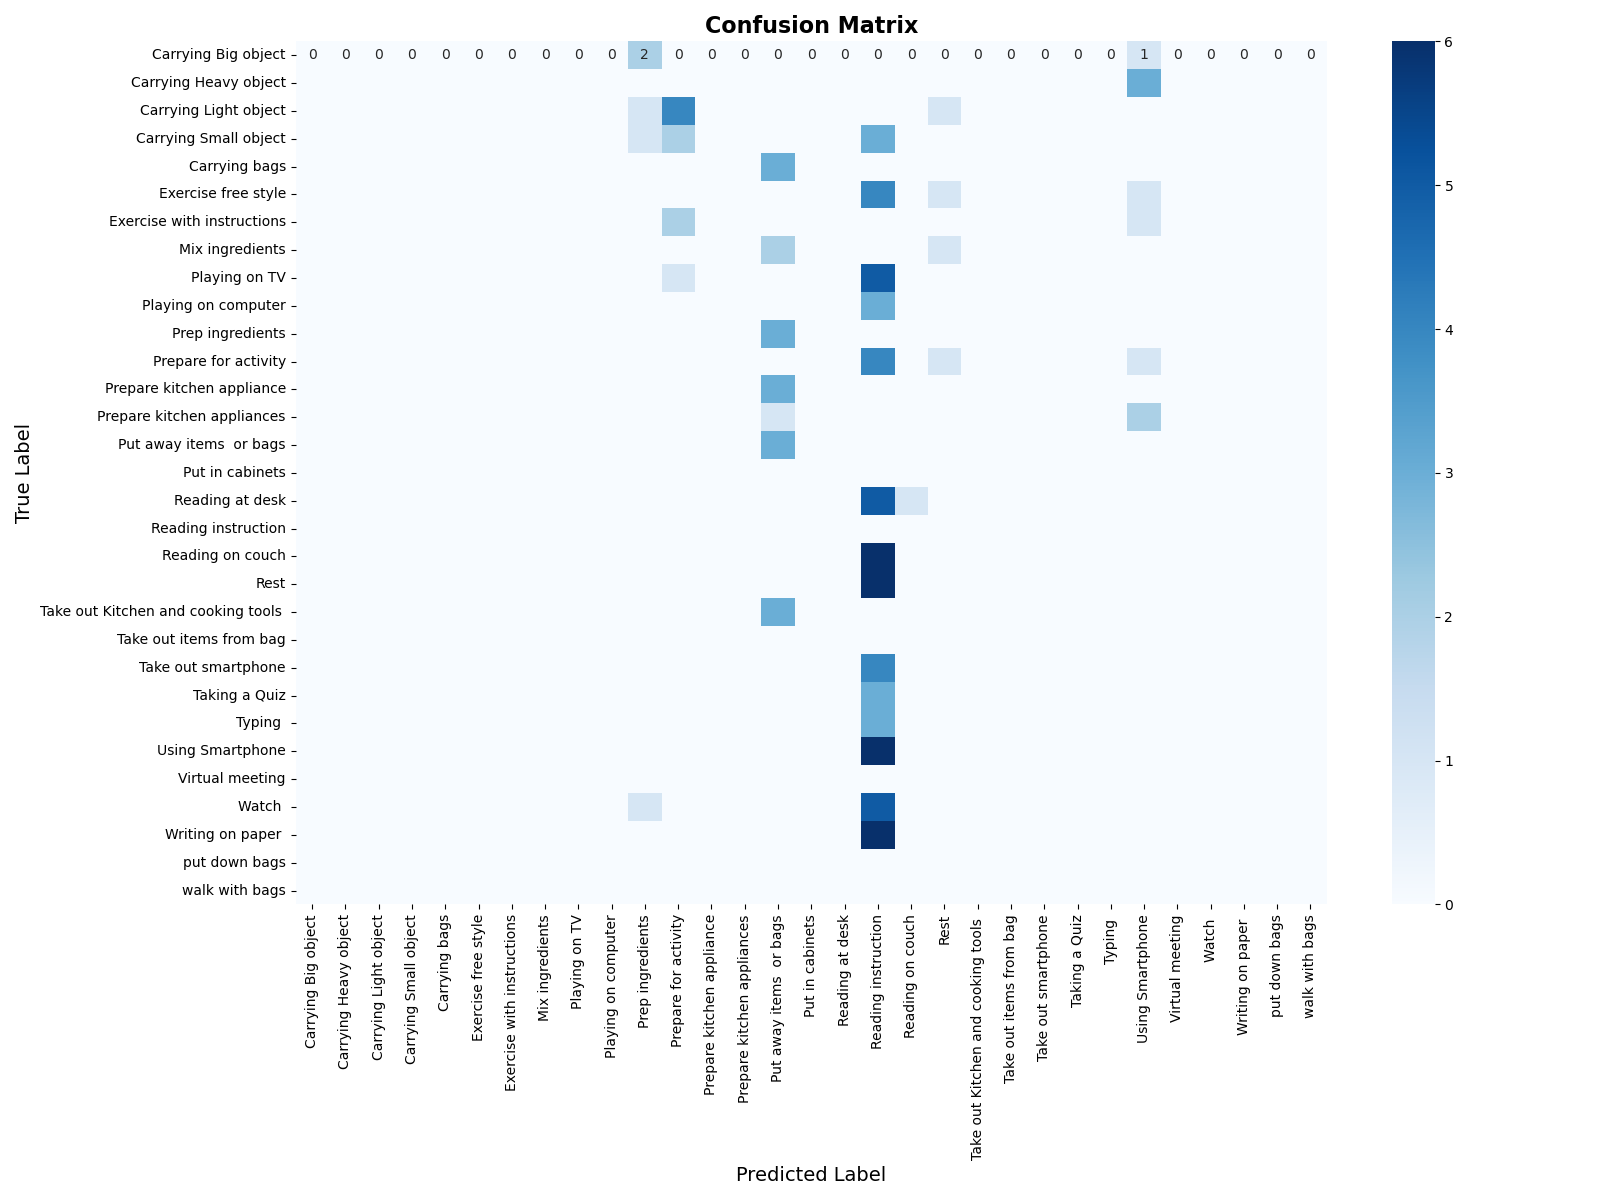 Confusion Matrix
True Label
Carrying Big object
Carrying Heavy object
Carrying Light object
Carrying Small object
Carrying bags
Exercise free style
Exercise with instructions
Mix ingredients
Playing on TV
Playing on computer
Prep ingredients
Prepare for activity
Prepare kitchen appliance
Prepare kitchen appliances
Put away items  or bags
Put in cabinets
Reading at desk
Reading instruction
Reading on couch
Rest
Take out Kitchen and cooking tools
Take out items from bag
Take out smartphone
Taking a Quiz
Typing
Using Smartphone
Virtual meeting
Watch
Writing on paper
put down bags
walk with bags
0 0 0 0 0 0 0 0 0 0 2 0 0 0 0 0 0 0 0 0 0 0 0 0 0 1 0 0 0 0 0
6
5
4
3
2
1
0
Carrying Big object
Carrying Heavy object
Carrying Light object
Carrying Small object
Carrying bags
Exercise free style
Exercise with instructions
Mix ingredients
Playing on TV
Playing on computer
Prep ingredients
Prepare for activity
Prepare kitchen appliance
Prepare kitchen appliances
Put away items  or bags
Put in cabinets
Reading at desk
Reading instruction
Reading on couch
Rest
Take out Kitchen and cooking tools
Take out items from bag
Take out smartphone
Taking a Quiz
Typing
Using Smartphone
Virtual meeting
Watch
Writing on paper
put down bags
walk with bags
Predicted Label